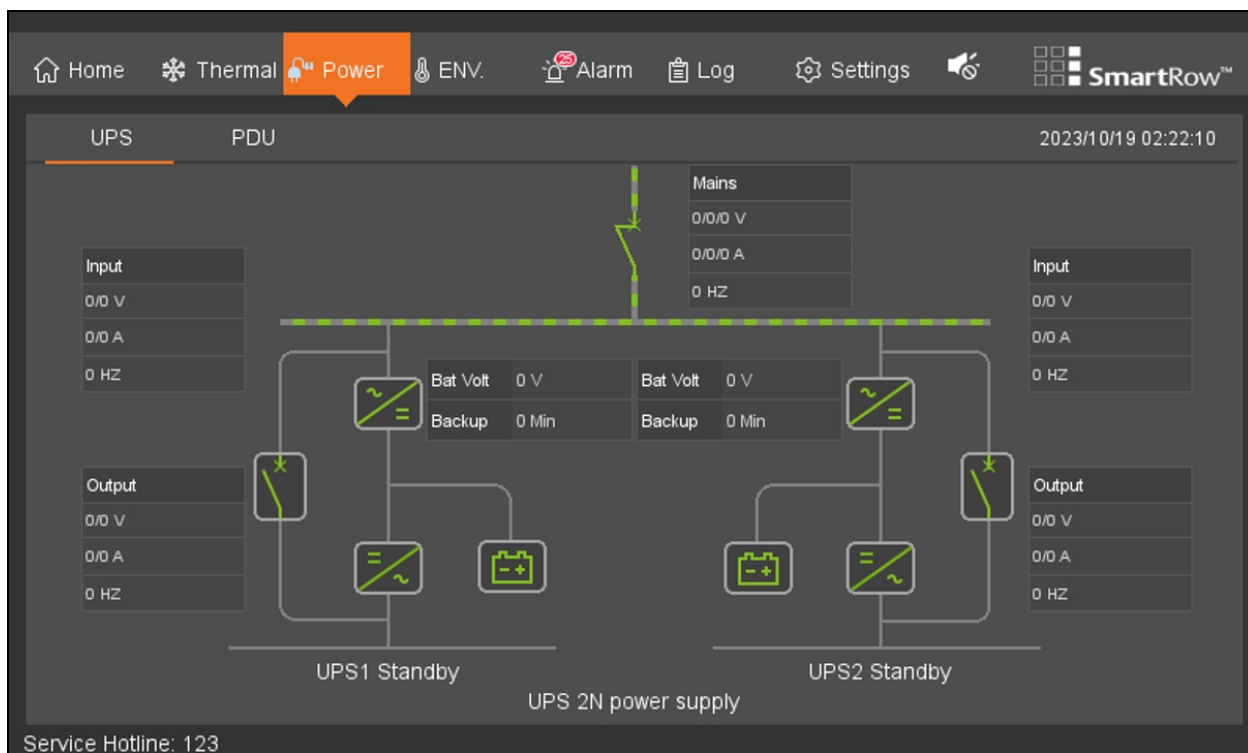 Home Thermal Power ENV. 25 Alarm Log Settings SmartRow™
UPS PDU 2023/10/19 02:22:10
Mains
0/0/0 V
0/0/0 A
0 HZ
Input
0/0 V
0/0 A
0 HZ
Input
0/0 V
0/0 A
0 HZ
Bat Volt 0 V
Backup 0 Min
Bat Volt 0 V
Backup 0 Min
Output
0/0 V
0/0 A
0 HZ
Output
0/0 V
0/0 A
0 HZ
UPS1 Standby
UPS2 Standby
UPS 2N power supply
Service Hotline: 123